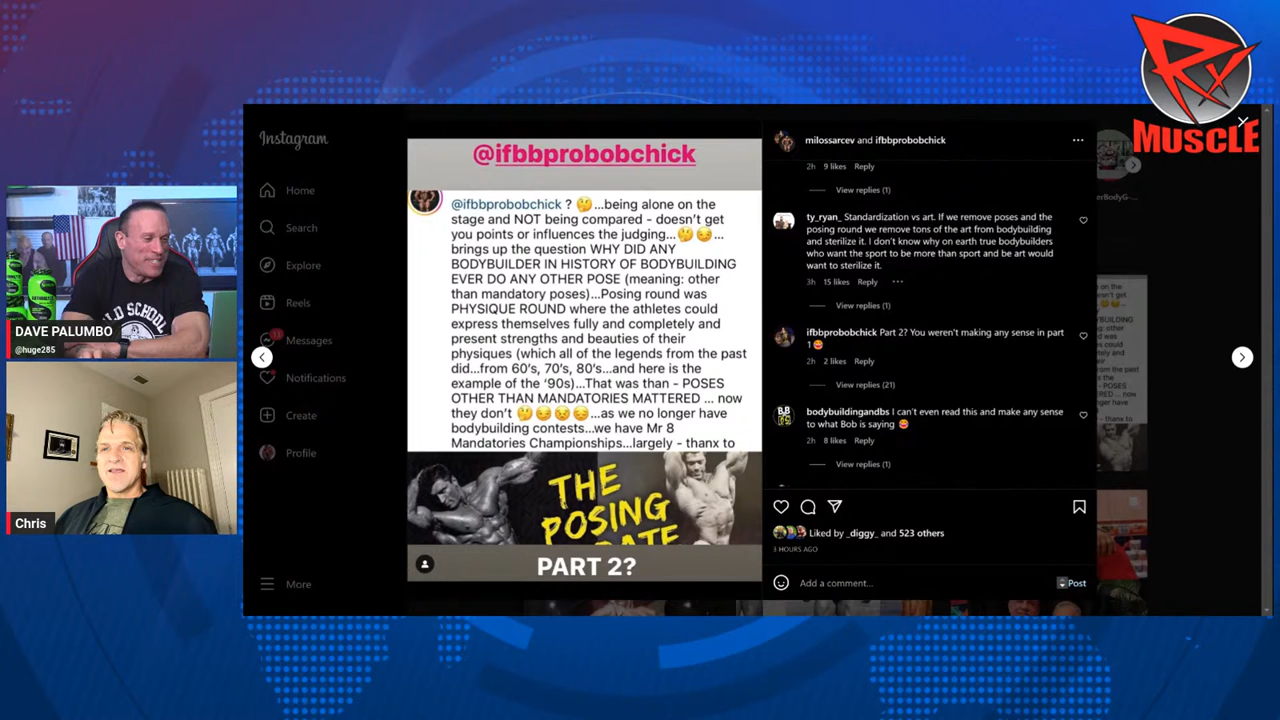 RX
MUSCLE
Instagram
Home
Search
Explore
Reels
Messages
Notifications
Create
Profile
More
OLD SCHOOL
DAVE PALUMBO
@huge285
Chris
@ifbbprobobchick
@ifbbprobobchick ? 🤔...being alone on the
stage and NOT being compared - doesn't get
you points or influences the judging...🤔😏...
brings up the question WHY DID ANY
BODYBUILDER IN HISTORY OF BODYBUILDING
EVER DO ANY OTHER POSE (meaning: other
than mandatory poses)...Posing round was
PHYSIQUE ROUND where the athletes could
express themselves fully and completely and
present strengths and beauties of their
physiques (which all of the legends from the past
did...from 60's, 70's, 80's...and here is the
example of the '90s)...That was than - POSES
OTHER THAN MANDATORIES MATTERED ... now
they don't 🤔😏😣😏...as we no longer have
bodybuilding contests...we have Mr 8
Mandatories Championships...largely - thanx to
THE
POSING
PART 2?
milossarcev and ifbbprobobchick
2h 9 likes Reply
View replies (1)
ty_ryan_ Standardization vs art. If we remove poses and the
posing round we remove tons of the art from bodybuilding
and sterilize it. I don't know why on earth true bodybuilders
who want the sport to be more than sport and be art would
want to sterilize it.
3h 15 likes Reply
View replies (1)
ifbbprobobchick Part 2? You weren't making any sense in part
1😍
2h 2 likes Reply
View replies (21)
bodybuildingandbs I can't even read this and make any sense
to what Bob is saying 😍
2h 8 likes Reply
View replies (1)
Liked by _diggy_ and 523 others
3 HOURS AGO
Add a comment...
Post